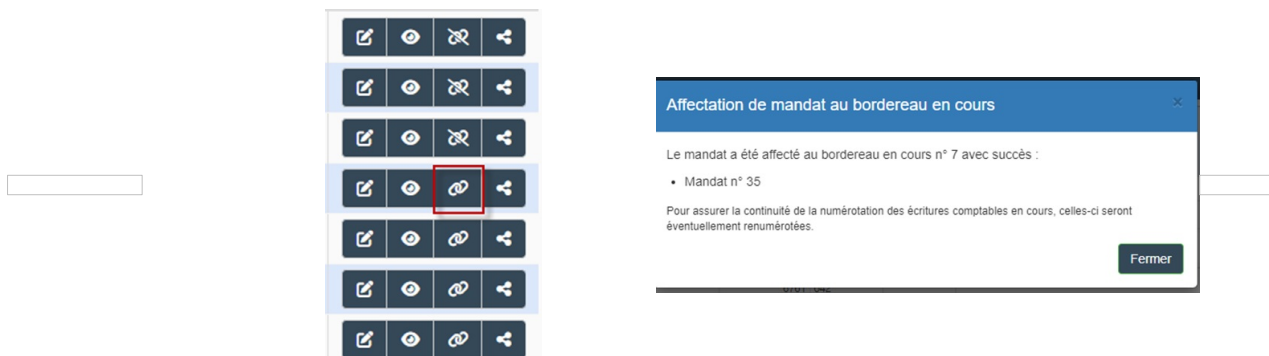 Affectation de mandat au bordereau en cours
×
Le mandat a été affecté au bordereau en cours n° 7 avec succès :
• Mandat n° 35
Pour assurer la continuité de la numérotation des écritures comptables en cours, celles-ci seront
éventuellement renumérotées.
Fermer